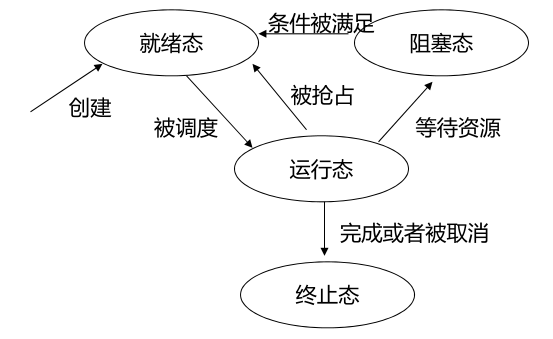 条件被满足
就绪态
阻塞态
创建
被抢占
被调度
等待资源
运行态
完成或者被取消
终止态